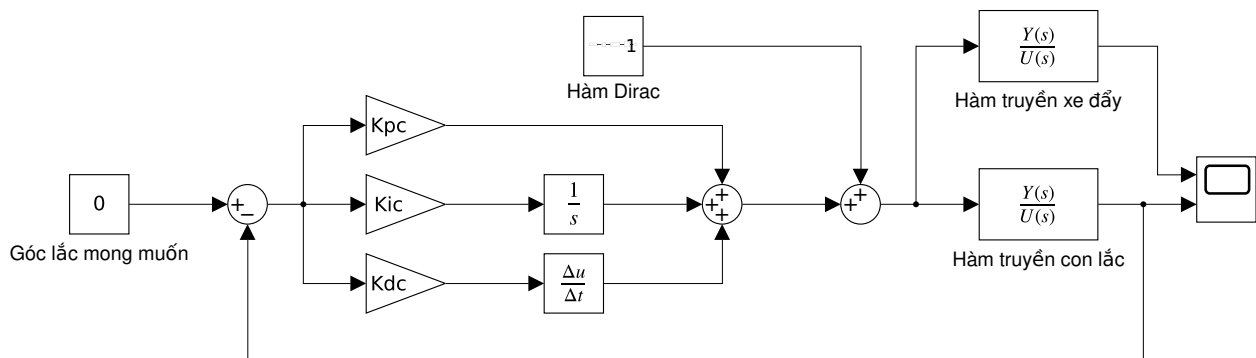 Y(s)
U(s)
1
Hàm Dirac
Hàm truyền xe đẩy
Kpc
0
+
−
Kic
1
s
+
+
+
+
+
Y(s)
U(s)
Góc lắc mong muốn
Hàm truyền con lắc
Kdc
Δu
Δt